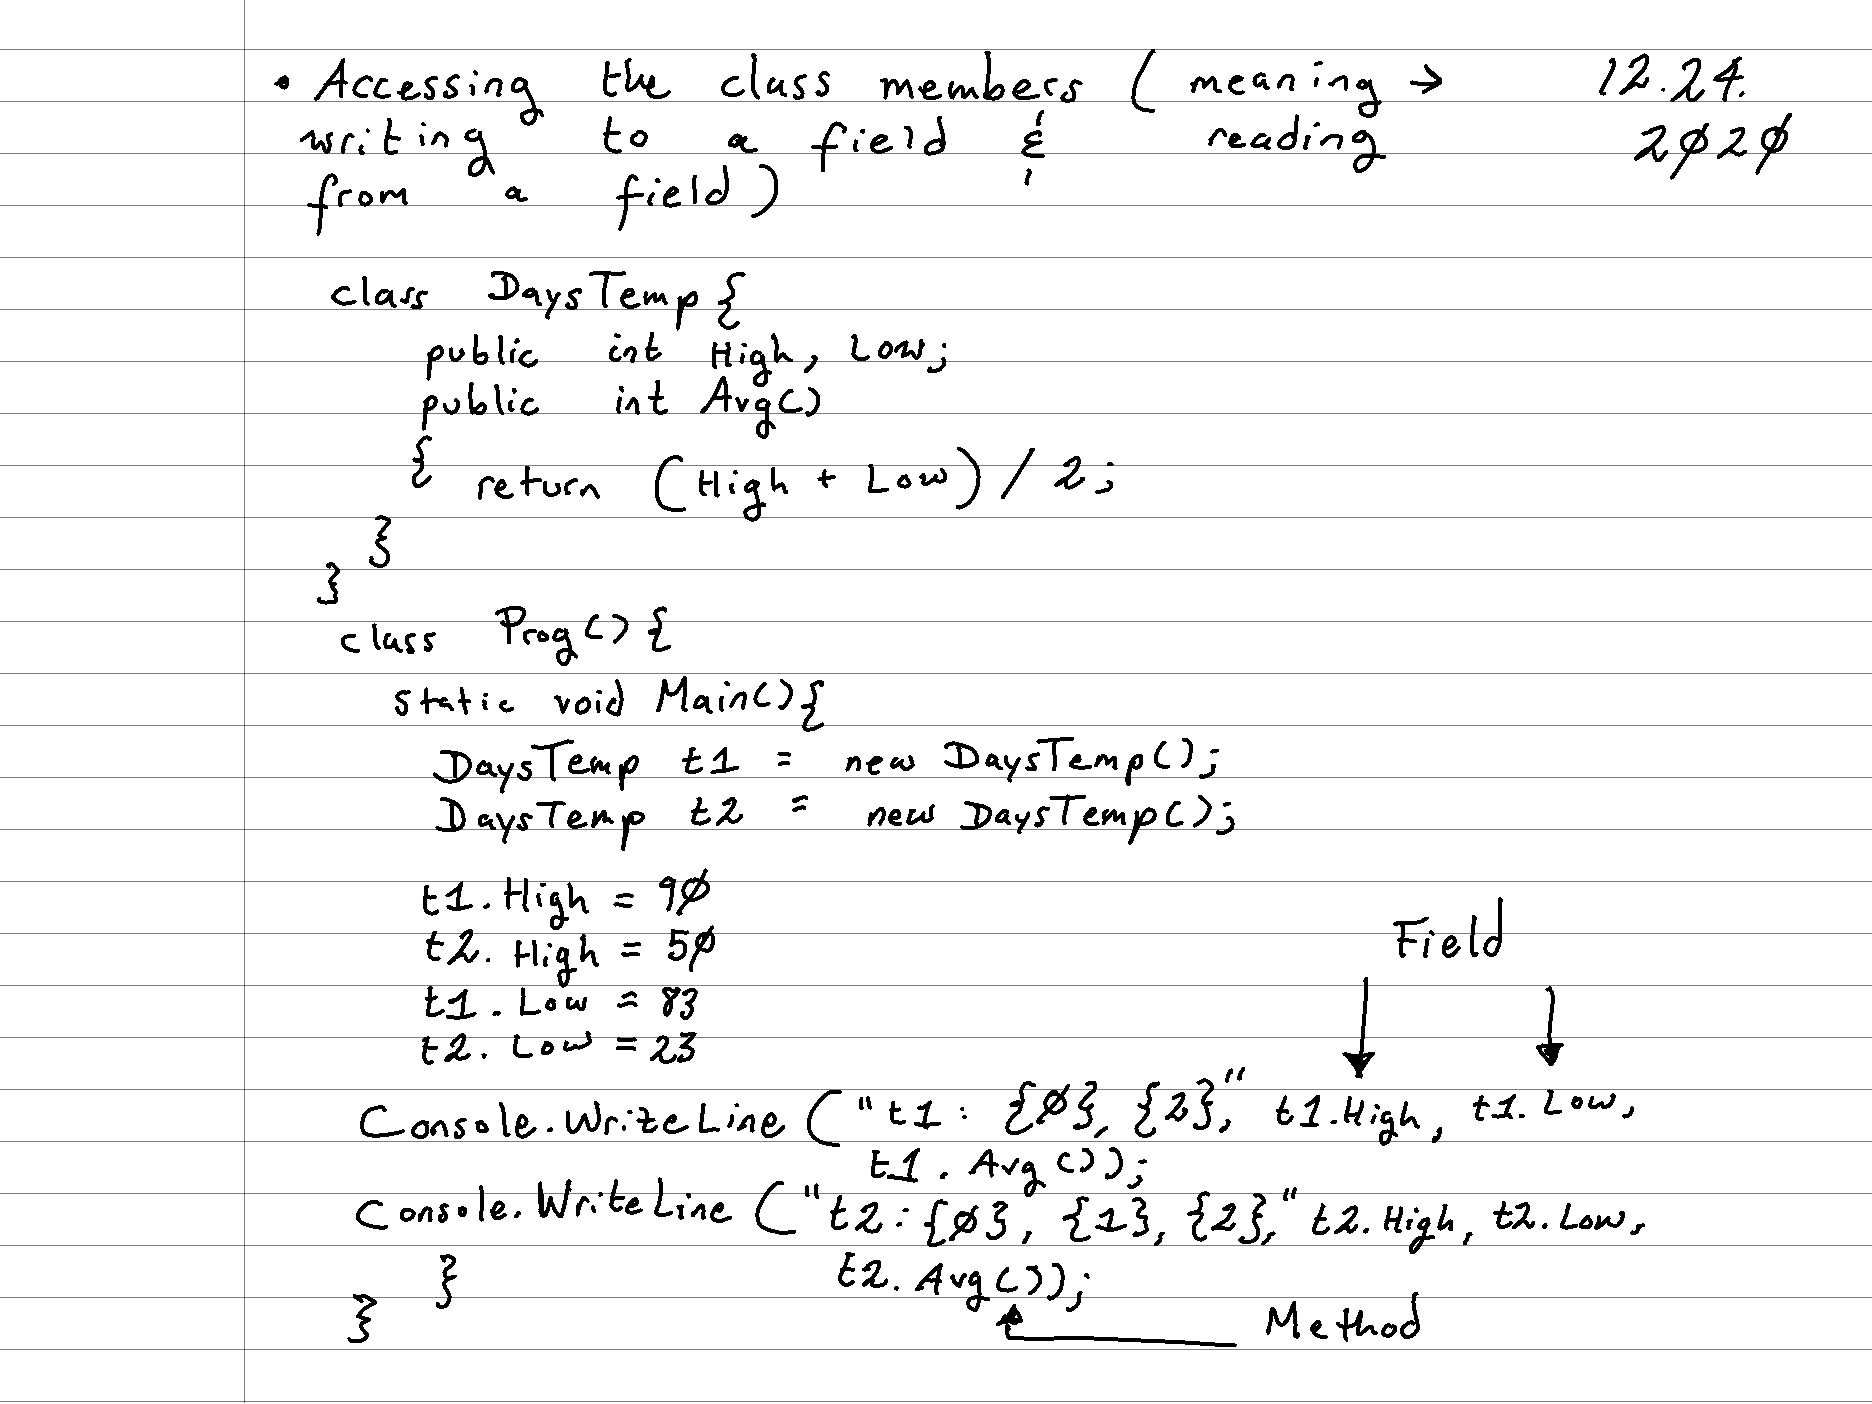 • Accessing the class members (meaning → 12.24.
writing to a field & reading 2020
from a field)
class DaysTemp {
public int High, Low;
public int Avg()
{ return (High + Low) / 2;
}
}
class Prog() {
static void Main(){
DaysTemp t1 = new DaysTemp();
DaysTemp t2 = new DaysTemp();
t1.High = 90
t2.High = 50
t1.Low = 83
t2.Low = 23
Field
Console.WriteLine("t1: {0}, {2}," t1.High, t1.Low,
t1.Avg());
Console.WriteLine("t2: {0}, {1}, {2}," t2.High, t2.Low,
} t2.Avg());
}
Method